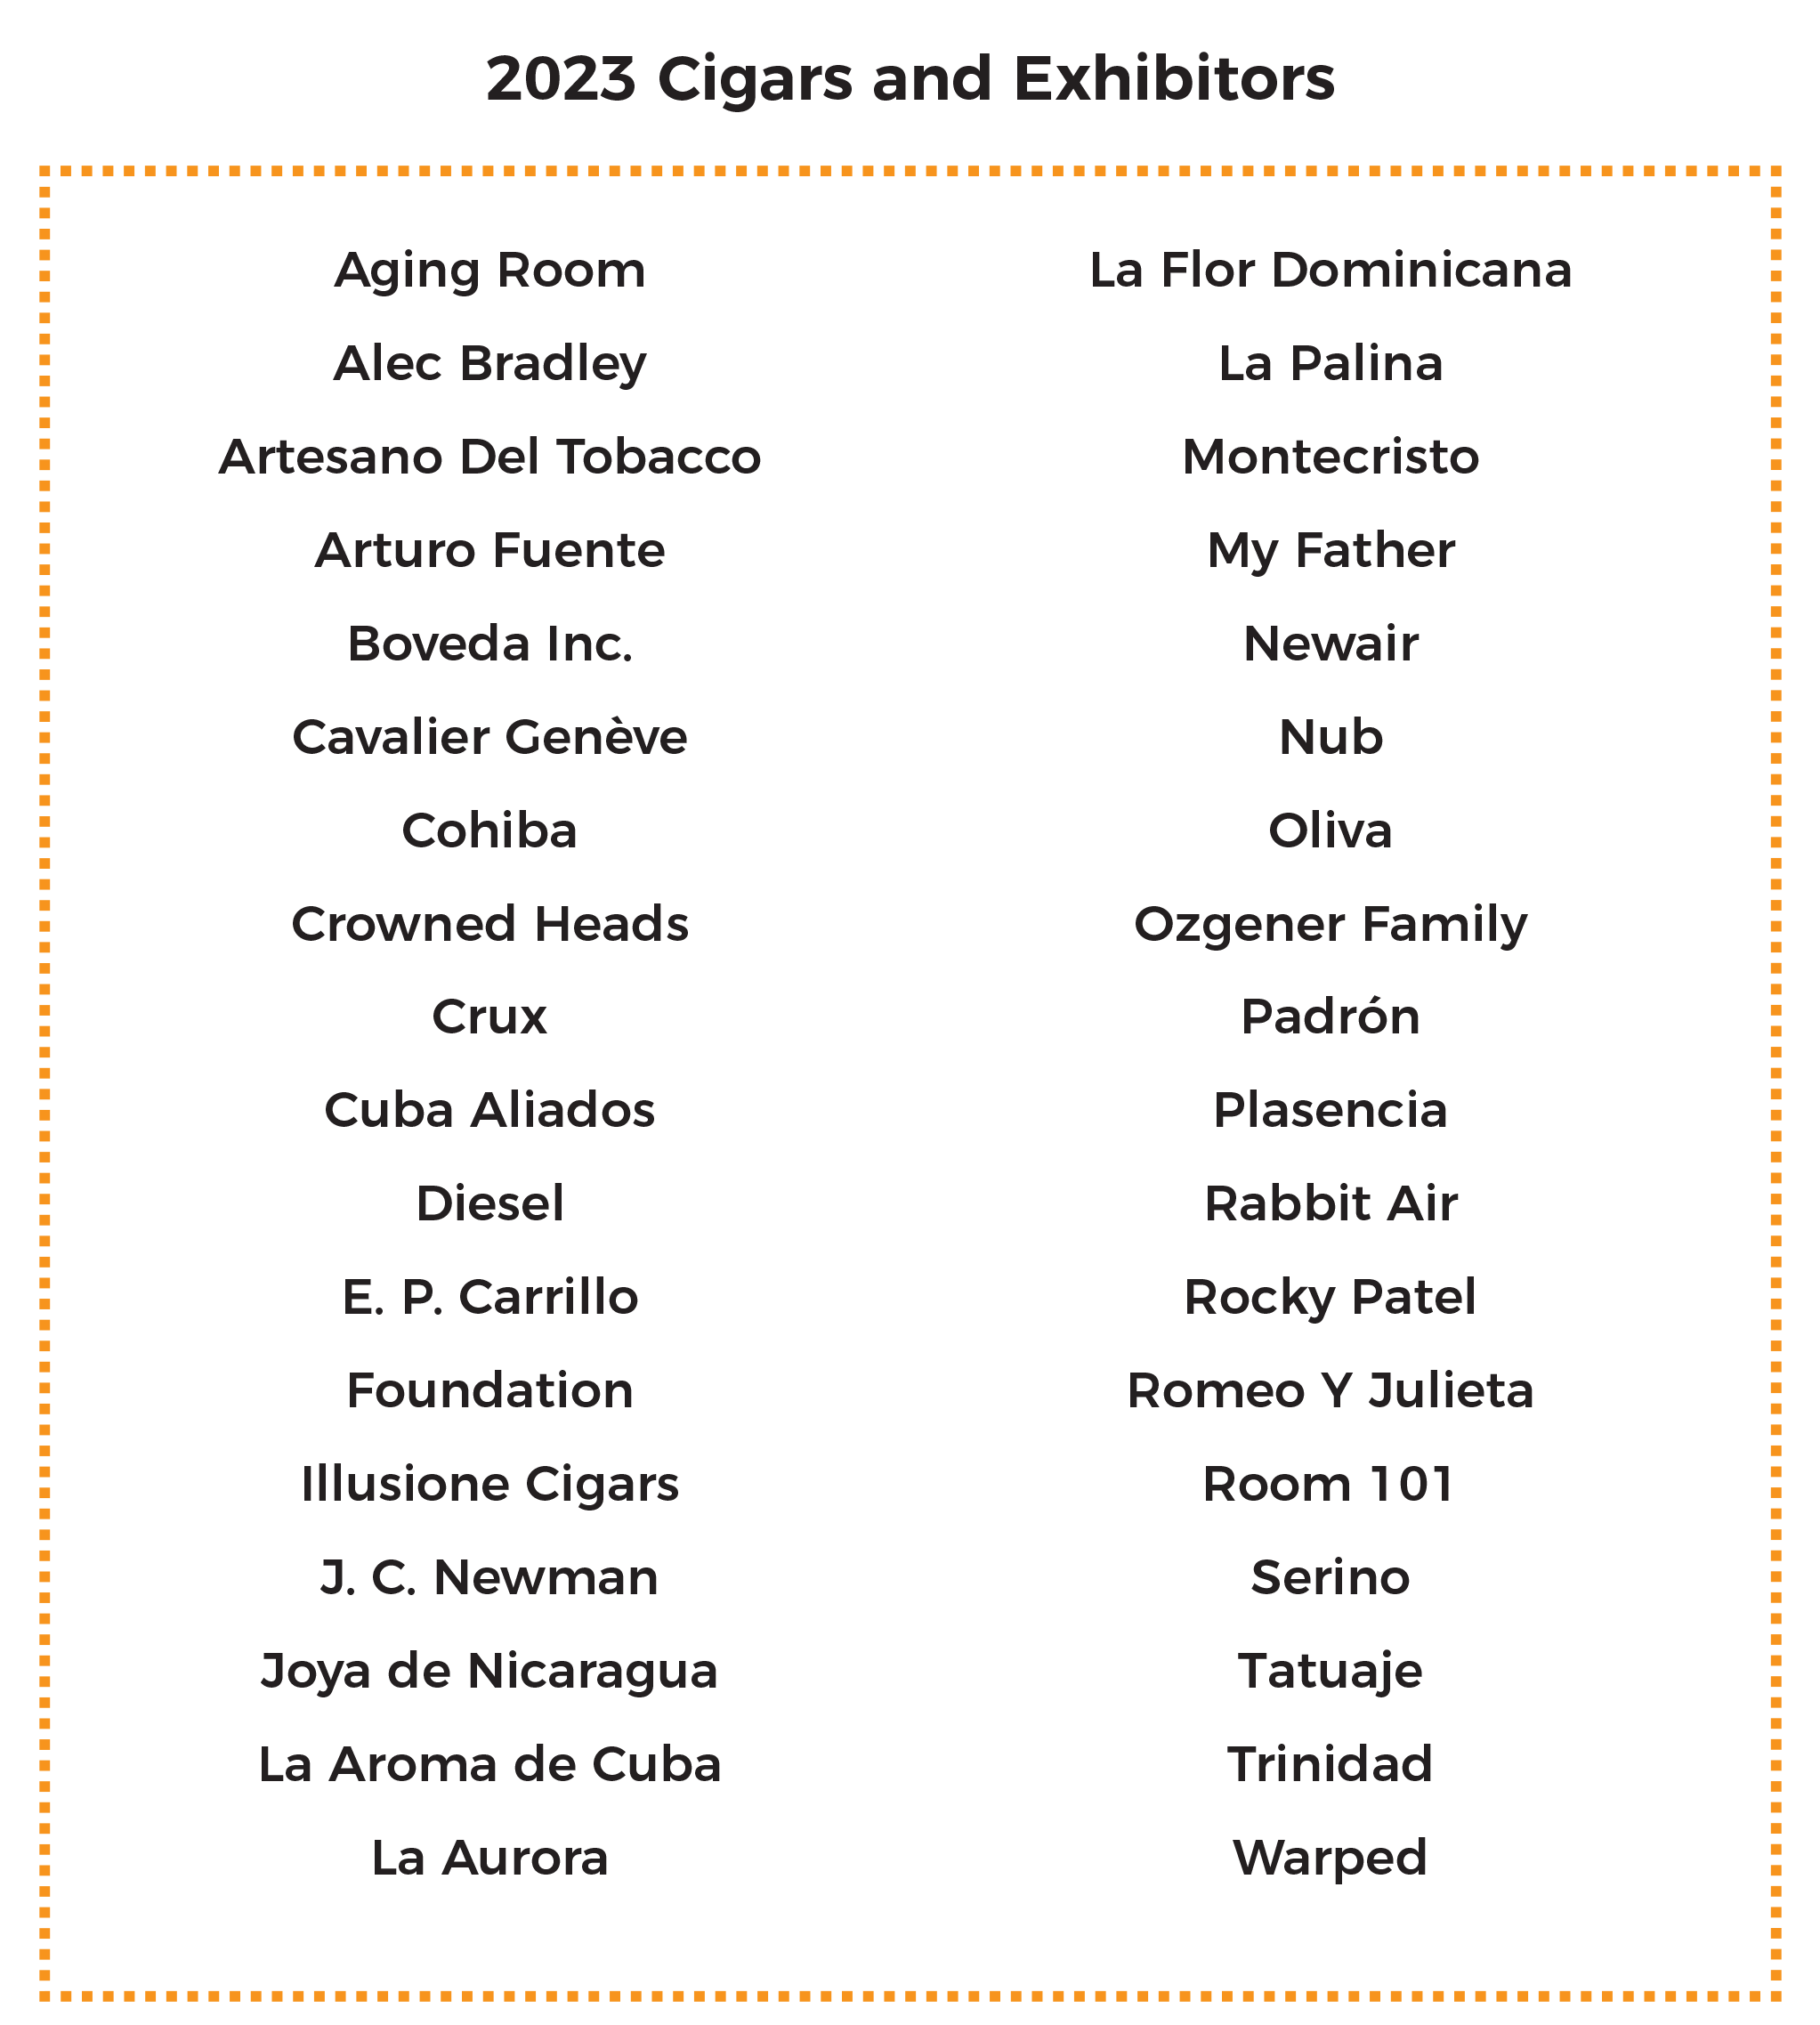 2023 Cigars and Exhibitors
Aging Room
Alec Bradley
Artesano Del Tobacco
Arturo Fuente
Boveda Inc.
Cavalier Genève
Cohiba
Crowned Heads
Crux
Cuba Aliados
Diesel
E. P. Carrillo
Foundation
Illusione Cigars
J. C. Newman
Joya de Nicaragua
La Aroma de Cuba
La Aurora
La Flor Dominicana
La Palina
Montecristo
My Father
Newair
Nub
Oliva
Ozgener Family
Padrón
Plasencia
Rabbit Air
Rocky Patel
Romeo Y Julieta
Room 101
Serino
Tatuaje
Trinidad
Warped